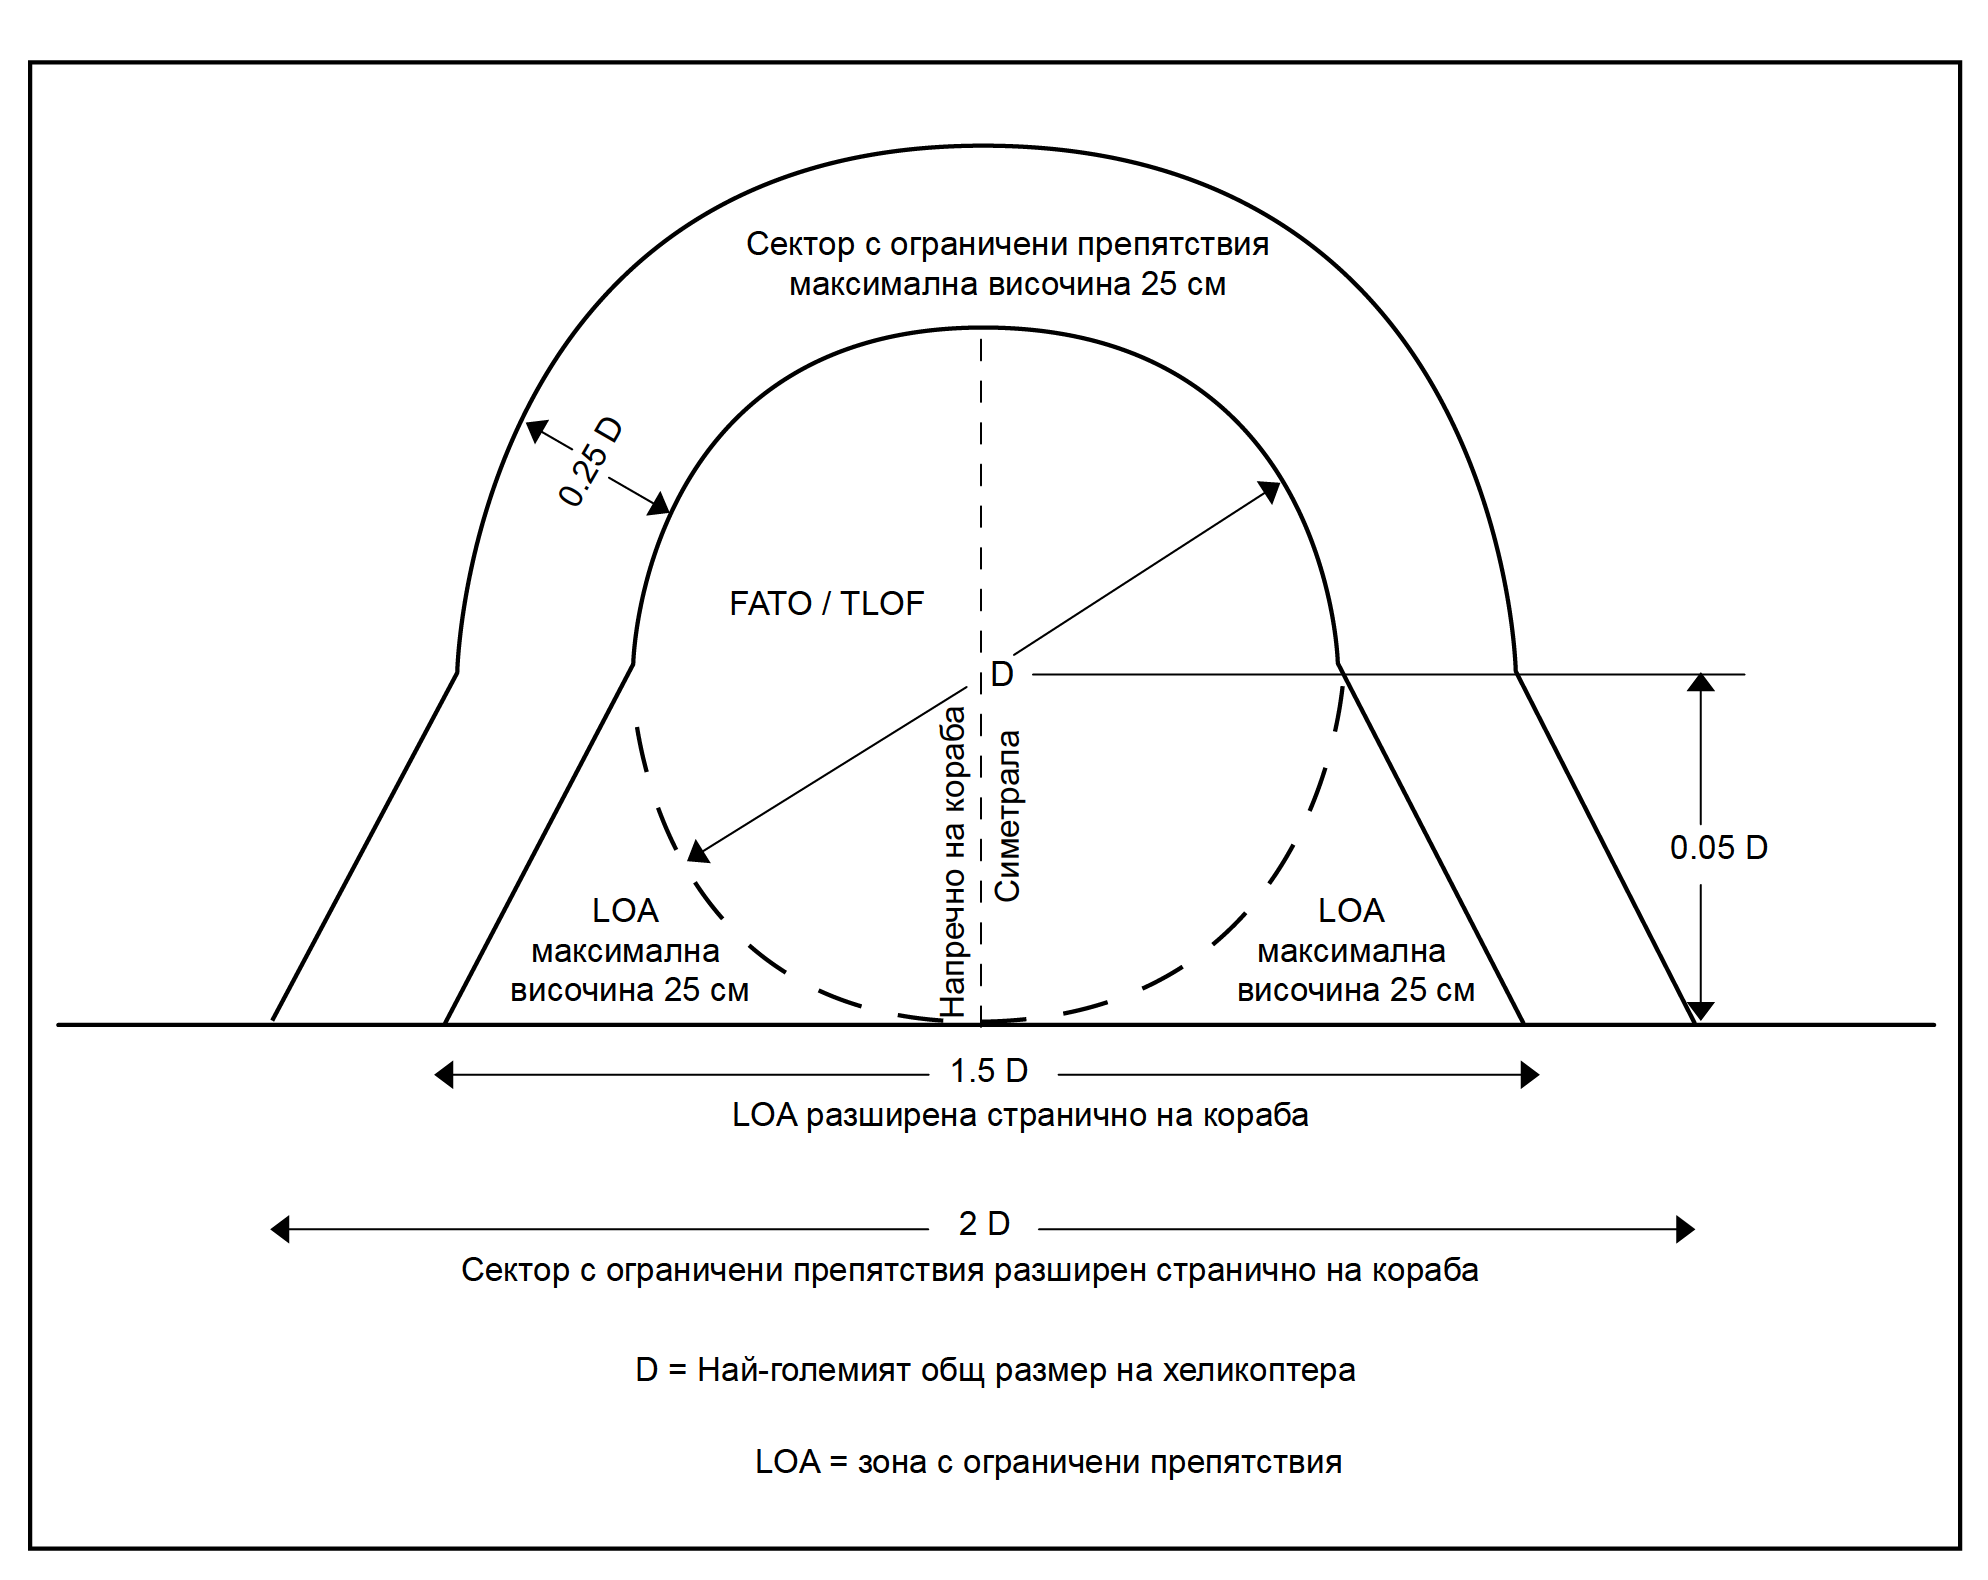 Сектор с ограничени препятствия
максимална височина 25 см
0.25 D
FATO / TLOF
D
Напречно на кораба
Симетрала
0.05 D
LOA
максимална
височина 25 см
LOA
максимална
височина 25 см
1.5 D
LOA разширена странично на кораба
2 D
Сектор с ограничени препятствия разширен странично на кораба
D = Най-големият общ размер на хеликоптера
LOA = зона с ограничени препятствия